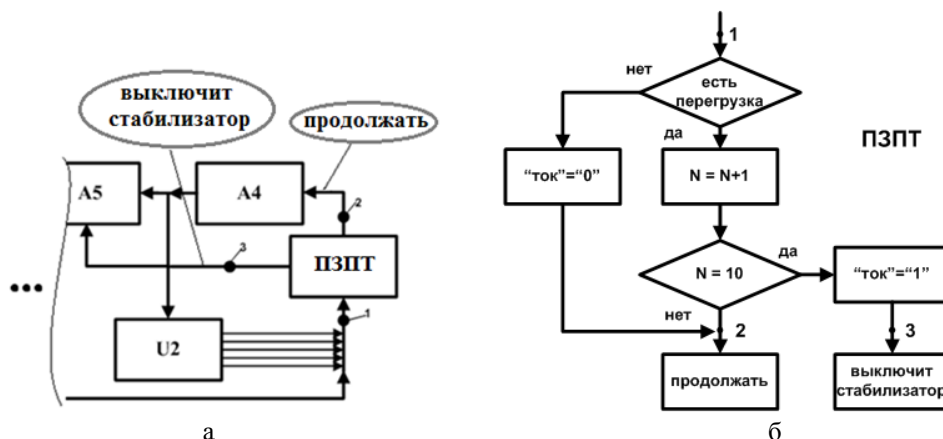 выключит
стабилизатор
продолжать
A5
A4
2
3
ПЗПТ
1
U2
а
1
нет
есть
перегрузка
да
ПЗПТ
“ток”=“0”
N = N+1
да
N = 10
“ток”=“1”
нет
2
3
продолжать
выключит
стабилизатор
б